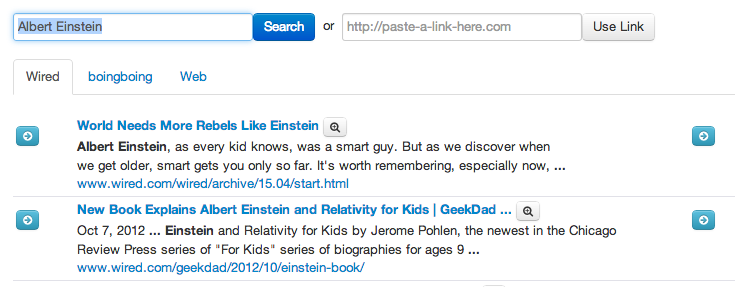 Albert Einstein Search or http://paste-a-link-here.com Use Link
Wired boingboing Web
World Needs More Rebels Like Einstein
Albert Einstein, as every kid knows, was a smart guy. But as we discover when
we get older, smart gets you only so far. It's worth remembering, especially now, ...
www.wired.com/wired/archive/15.04/start.html
New Book Explains Albert Einstein and Relativity for Kids | GeekDad ...
Oct 7, 2012 ... Einstein and Relativity for Kids by Jerome Pohlen, the newest in the Chicago
Review Press series of "For Kids" series of biographies for ages 9 ...
www.wired.com/geekdad/2012/10/einstein-book/